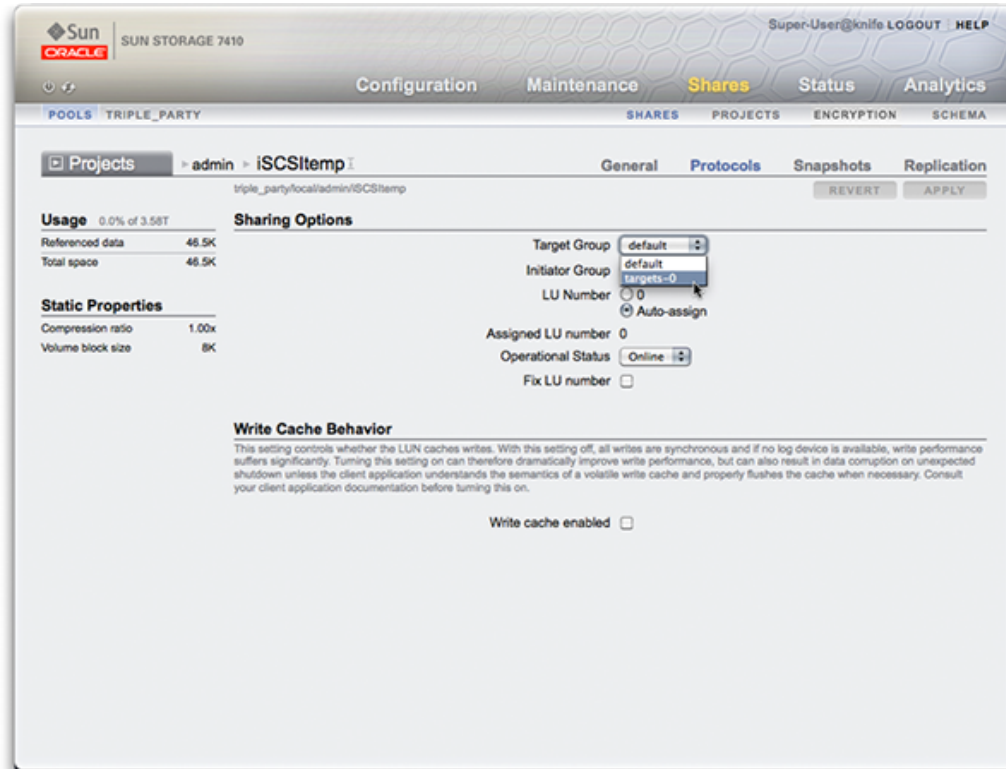 Sun
ORACLE
SUN STORAGE 7410
Super-User@knife LOGOUT HELP
Configuration Maintenance Shares Status Analytics
POOLS TRIPLE_PARTY SHARES PROJECTS ENCRYPTION SCHEMA
Projects admin iSCSItemp General Protocols Snapshots Replication
triple_party/local/admin/iSCSItemp REVERT APPLY
Usage 0.0% of 3.58T
Referenced data 46.5K
Total space 46.5K
Static Properties
Compression ratio 1.00x
Volume block size 8K
Sharing Options
Target Group default
default
targets-0
Initiator Group
LU Number 0
Auto-assign
Assigned LU number 0
Operational Status Online
Fix LU number
Write Cache Behavior
This setting controls whether the LUN caches writes. With this setting off, all writes are synchronous and if no log device is available, write performance
suffers significantly. Turning this setting on can therefore dramatically improve write performance, but can also result in data corruption on unexpected
shutdown unless the client application understands the semantics of a volatile write cache and properly flushes the cache when necessary. Consult
your client application documentation before turning this on.
Write cache enabled